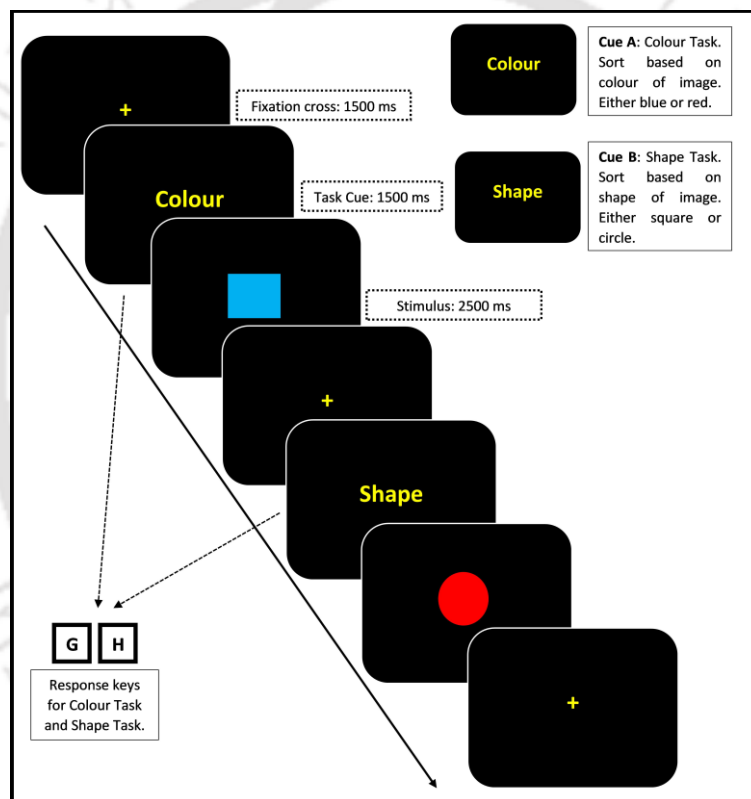 +
Fixation cross: 1500 ms
Colour
Cue A: Colour Task.
Sort based on
colour of image.
Either blue or red.
Colour
Task Cue: 1500 ms
Shape
Cue B: Shape Task.
Sort based on
shape of image.
Either square or
circle.
Stimulus: 2500 ms
+
Shape
G H
Response keys
for Colour Task
and Shape Task.
+